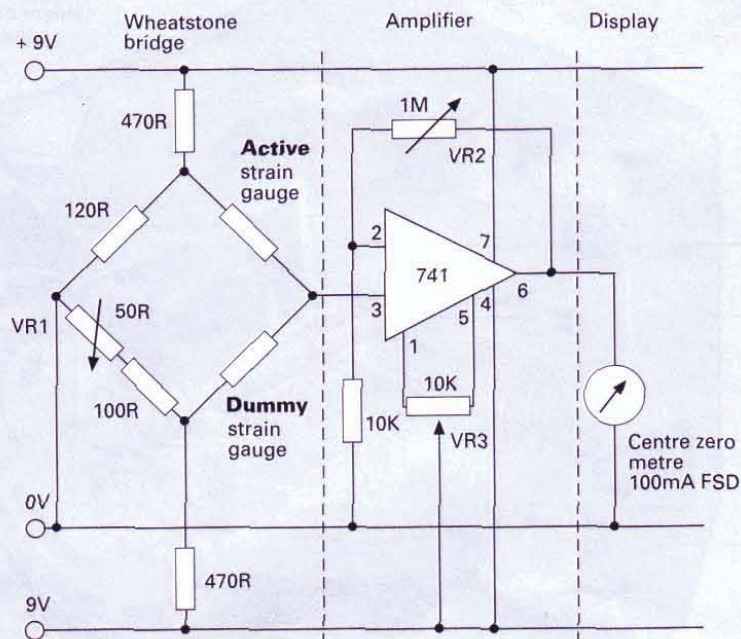 Wheatstone
bridge
Amplifier
Display
+ 9V
470R
Active
strain
gauge
120R
1M
VR2
2
7
741
6
3
4
5
1
VR1
50R
100R
Dummy
strain
gauge
10K
10K
VR3
Centre zero
metre
100mA FSD
0V
470R
9V